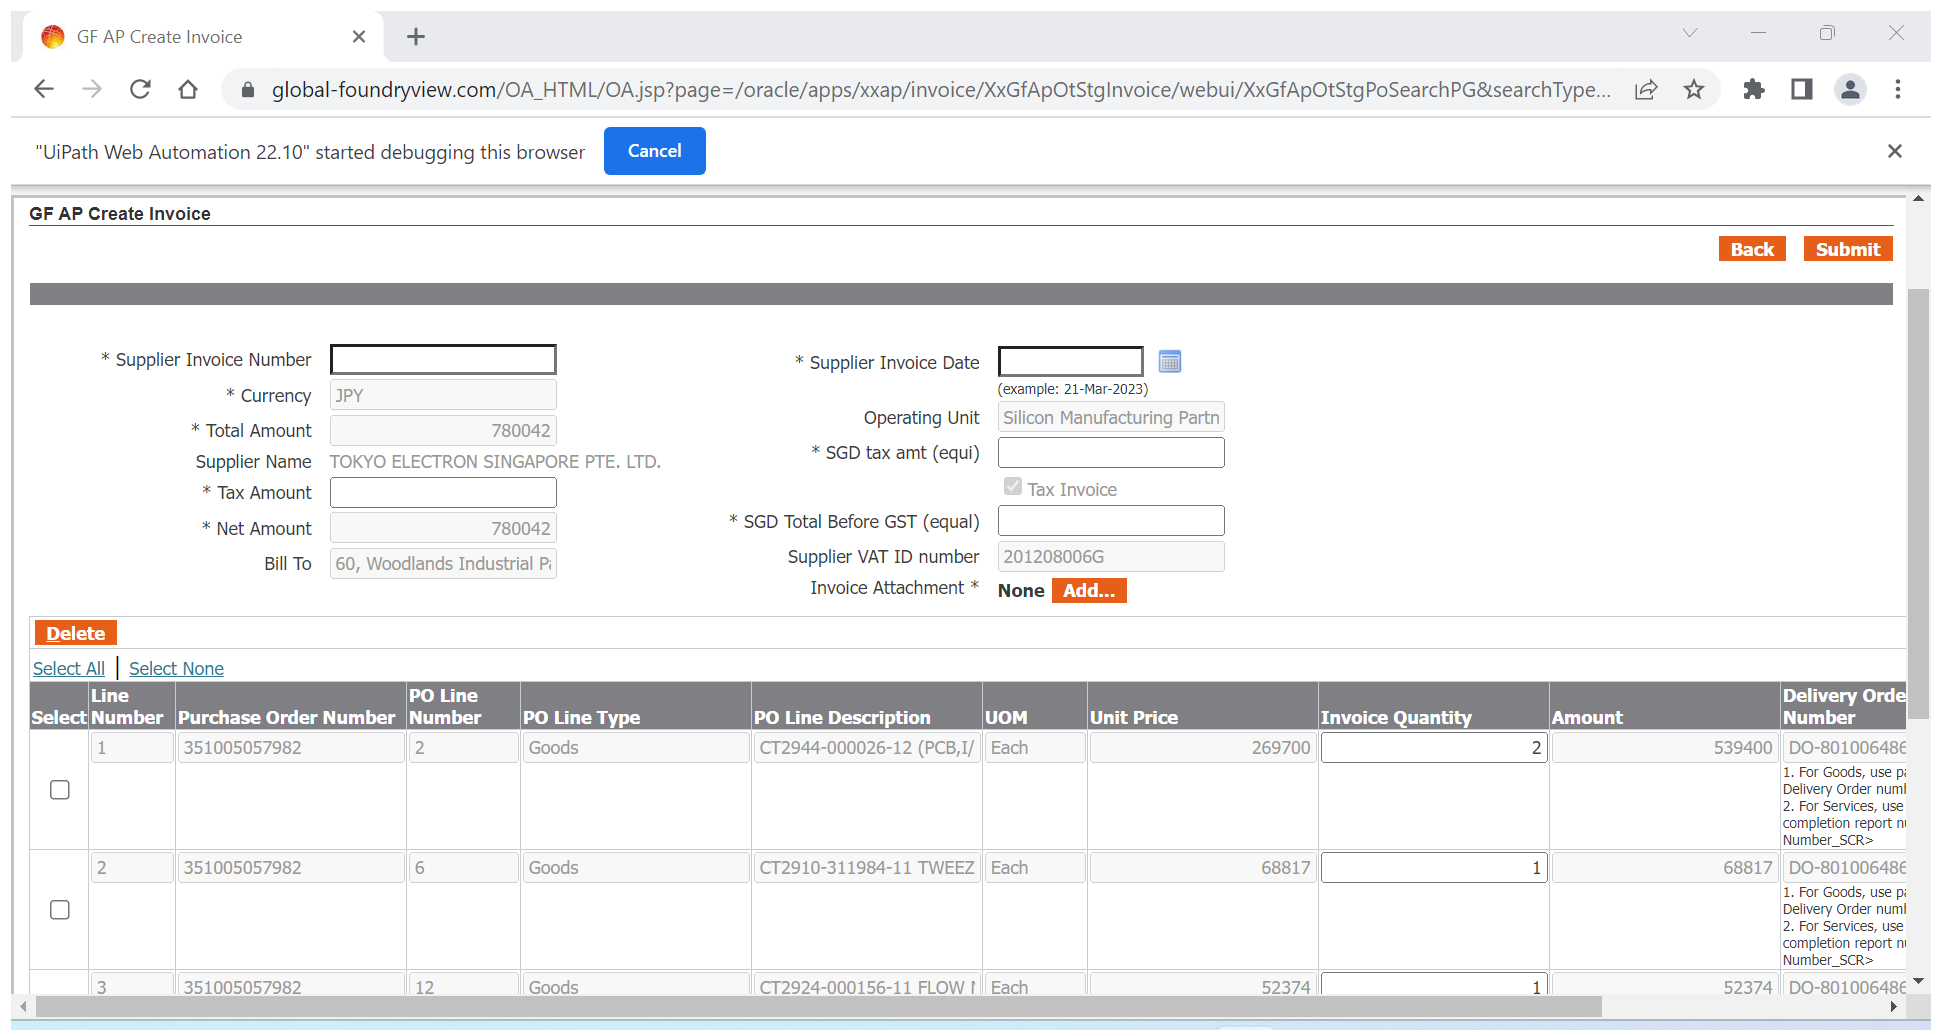 GF AP Create Invoice
global-foundryview.com/OA_HTML/OA.jsp?page=/oracle/apps/xxap/invoice/XxGfApOtStgInvoice/webui/XxGfApOtStgPoSearchPG&searchType...
"UiPath Web Automation 22.10" started debugging this browser Cancel
GF AP Create Invoice
Back Submit
* Supplier Invoice Number
* Supplier Invoice Date
(example: 21-Mar-2023)
* Currency JPY
Operating Unit Silicon Manufacturing Partn
* Total Amount 780042
* SGD tax amt (equi)
Supplier Name TOKYO ELECTRON SINGAPORE PTE. LTD.
Tax Invoice
* Tax Amount
* SGD Total Before GST (equal)
* Net Amount 780042
Supplier VAT ID number 201208006G
Bill To 60, Woodlands Industrial Pa
Invoice Attachment * None Add...
Delete
Select All | Select None
Select Line Number Purchase Order Number PO Line Number PO Line Type PO Line Description UOM Unit Price Invoice Quantity Amount Delivery Orde Number
1 351005057982 2 Goods CT2944-000026-12 (PCB,I/ Each 269700 2 539400 DO-801006486
1. For Goods, use pa
Delivery Order numb
2. For Services, use
completion report nu
Number_SCR>
2 351005057982 6 Goods CT2910-311984-11 TWEEZ Each 68817 1 68817 DO-801006486
1. For Goods, use pa
Delivery Order numb
2. For Services, use
completion report nu
Number_SCR>
3 351005057982 12 Goods CT2924-000156-11 FLOW Each 52374 1 52374 DO-801006486